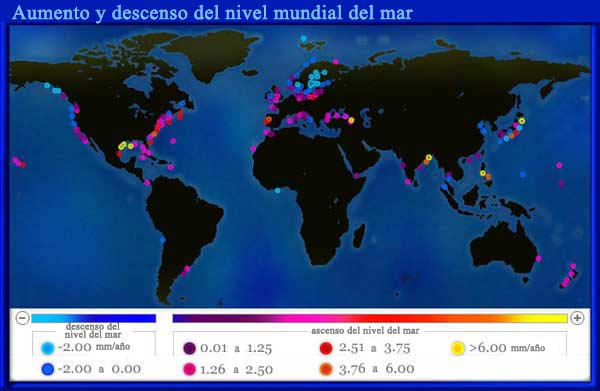 Aumento y descenso del nivel mundial del mar
descenso del
nivel del mar
ascenso del nivel del mar
-2.00 mm/año
0.01 a 1.25
2.51 a 3.75
>6.00 mm/año
-2.00 a 0.00
1.26 a 2.50
3.76 a 6.00